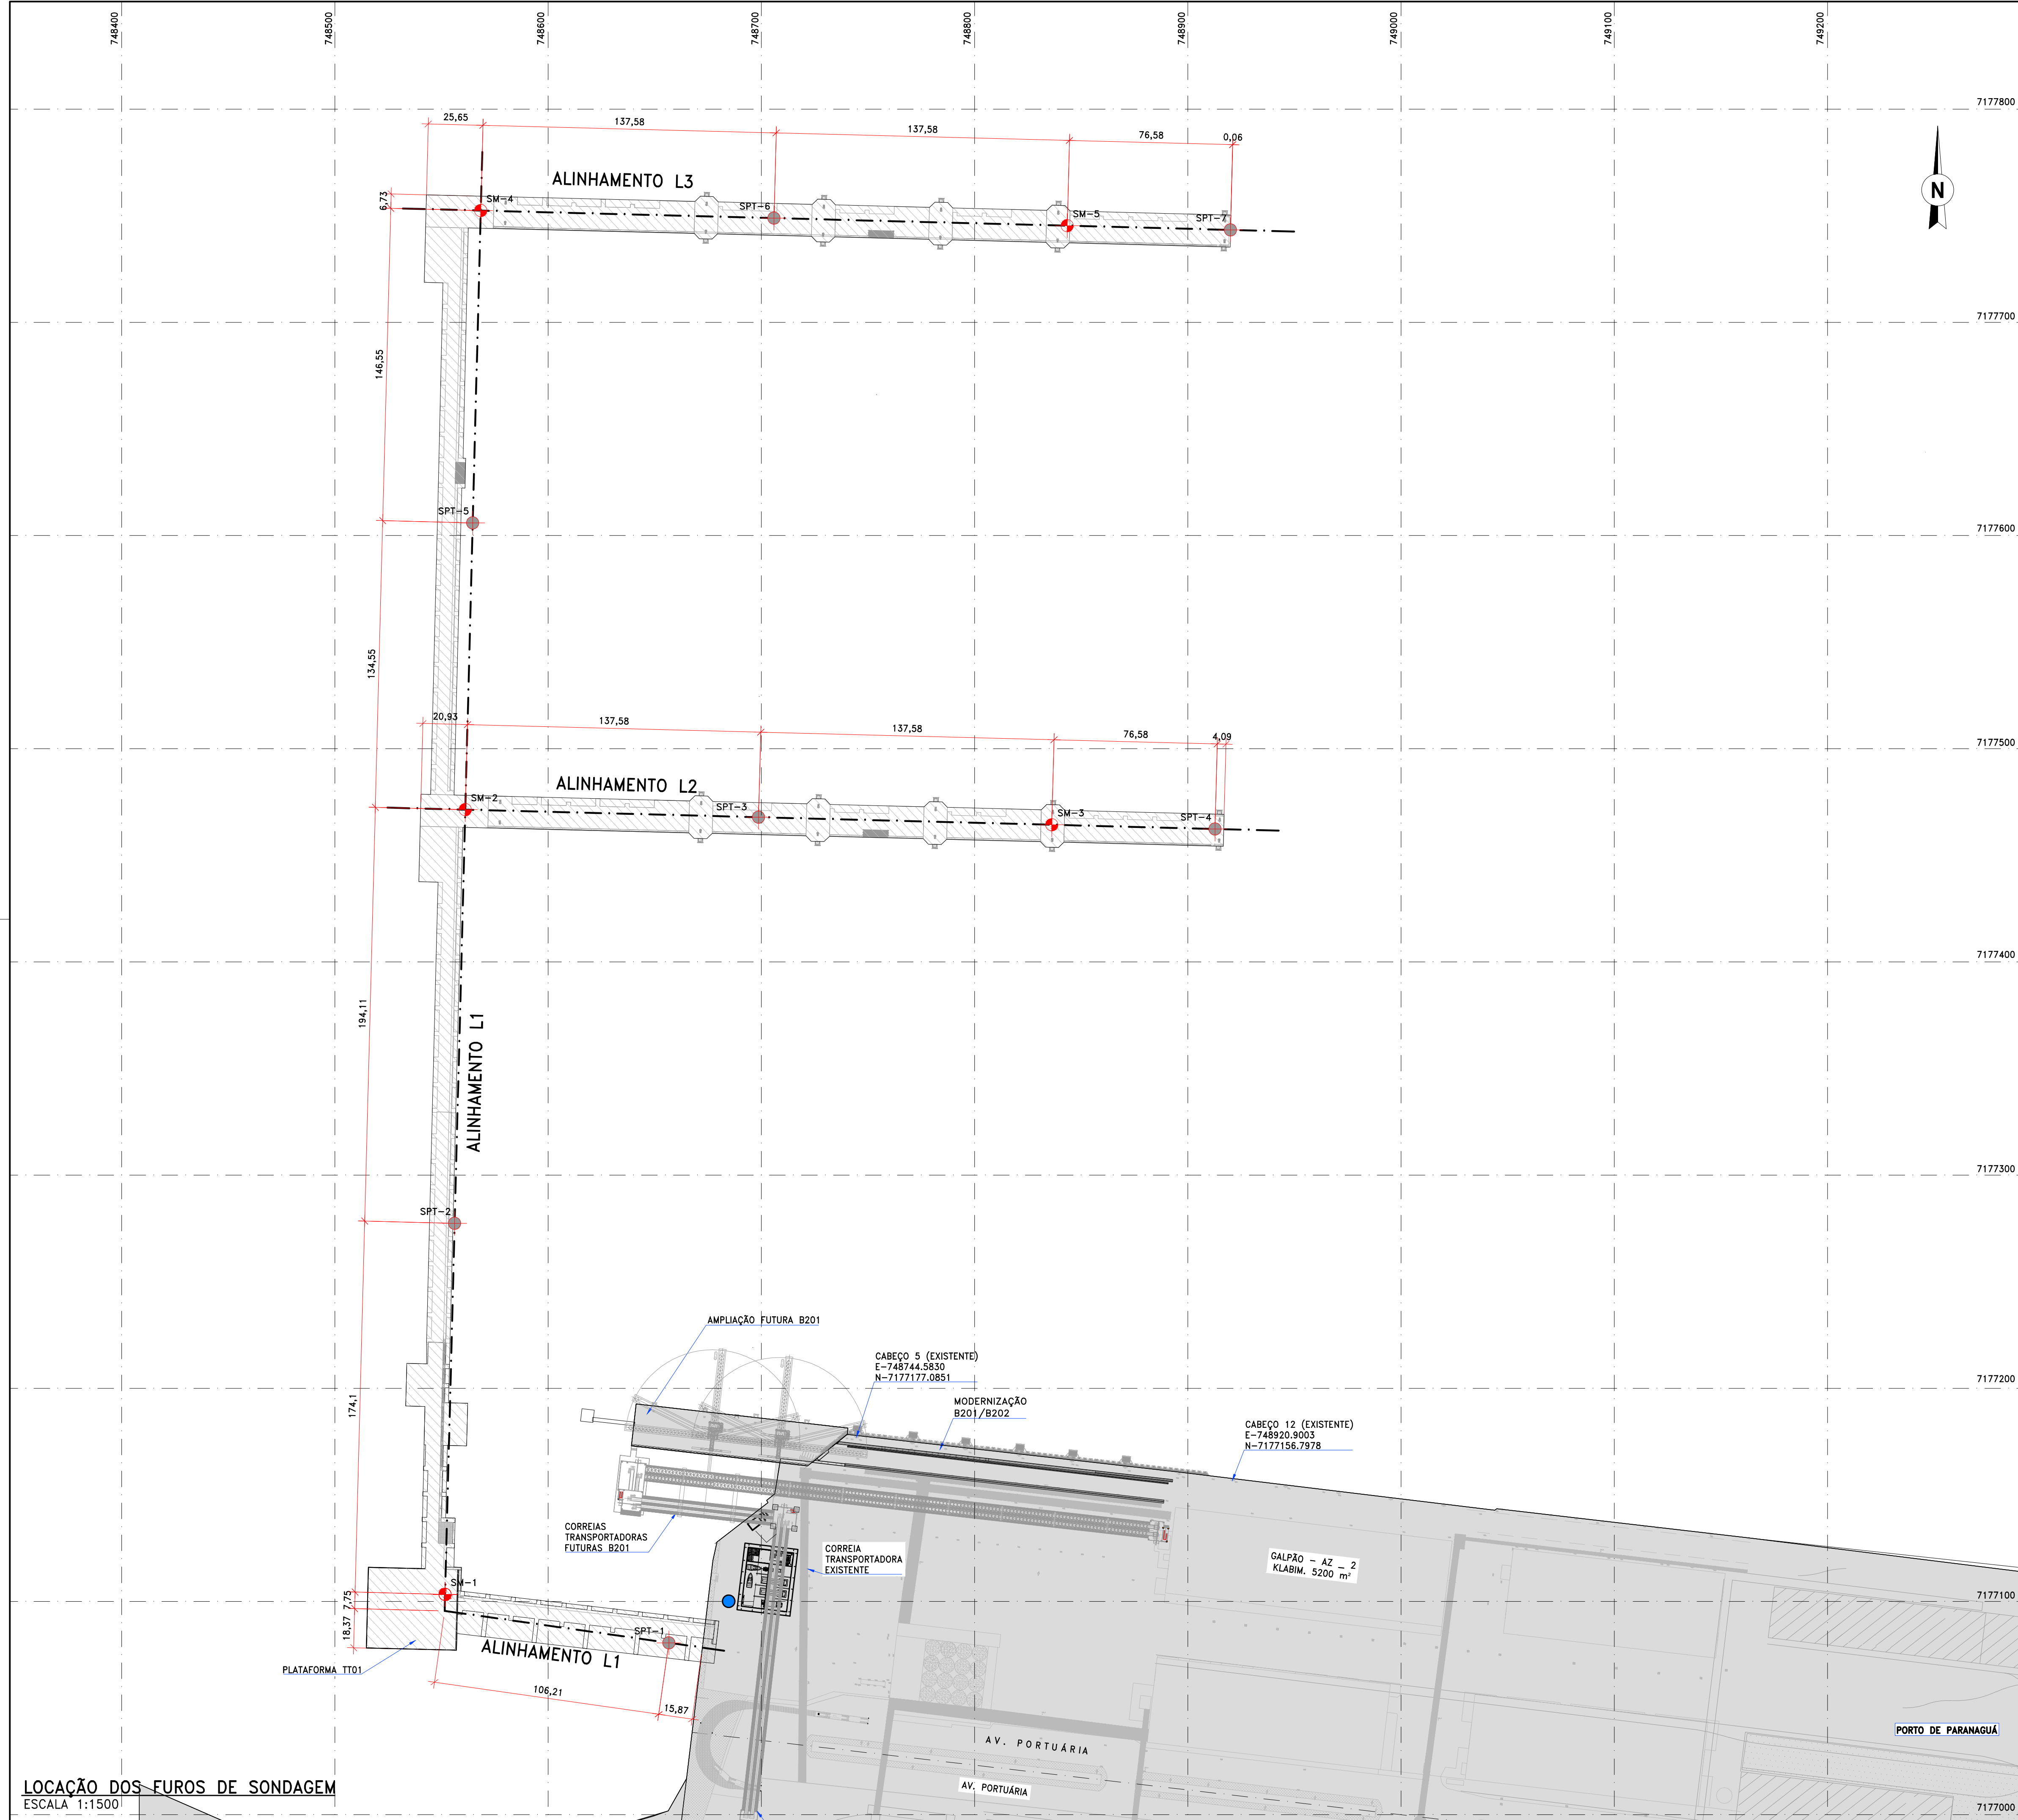 748400
748500
748600
748700
748800
748900
749000
749100
749200
7177800
7177700
7177600
7177500
7177400
7177300
7177200
7177100
7177000
N
25,65
137,58
137,58
76,58
0,06
6,73
ALINHAMENTO L3
SM-4
SPT-6
SM-5
SPT-7
146,55
SPT-5
134,55
20,93
137,58
137,58
76,58
4,09
ALINHAMENTO L2
SM-2
SPT-3
SM-3
SPT-4
194,11
ALINHAMENTO L1
SPT-2
174,1
AMPLIAÇÃO FUTURA B201
CABEÇO 5 (EXISTENTE)
E-748744.5830
N-7177177.0851
MODERNIZAÇÃO
B201/B202
CABEÇO 12 (EXISTENTE)
E-748920.9003
N-7177156.7978
CORREIAS
TRANSPORTADORAS
FUTURAS B201
CORREIA
TRANSPORTADORA
EXISTENTE
GALPÃO - AZ _ 2
KLABIM. 5200 m²
SM-1
7,75
18,37
SPT-1
ALINHAMENTO L1
PLATAFORMA TT01
106,21
15,87
AV. PORTUÁRIA
AV. PORTUÁRIA
PORTO DE PARANAGUÁ
LOCAÇÃO DOS FUROS DE SONDAGEM
ESCALA 1:1500